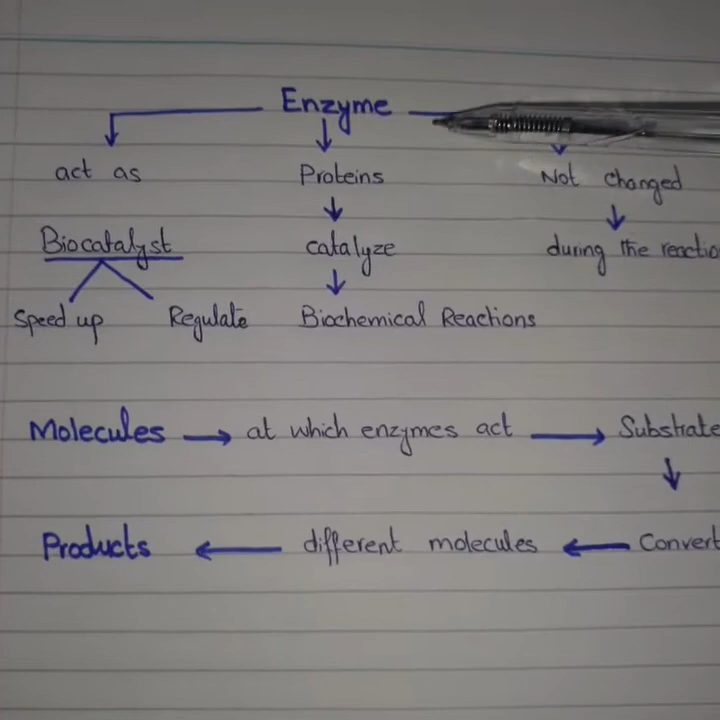 Enzyme
act as Proteins Not changed
Biocatalyst catalyze during the reactio
Speed up Regulate Biochemical Reactions
Molecules → at which enzymes act → Substrate
Products ← different molecules ← Convert